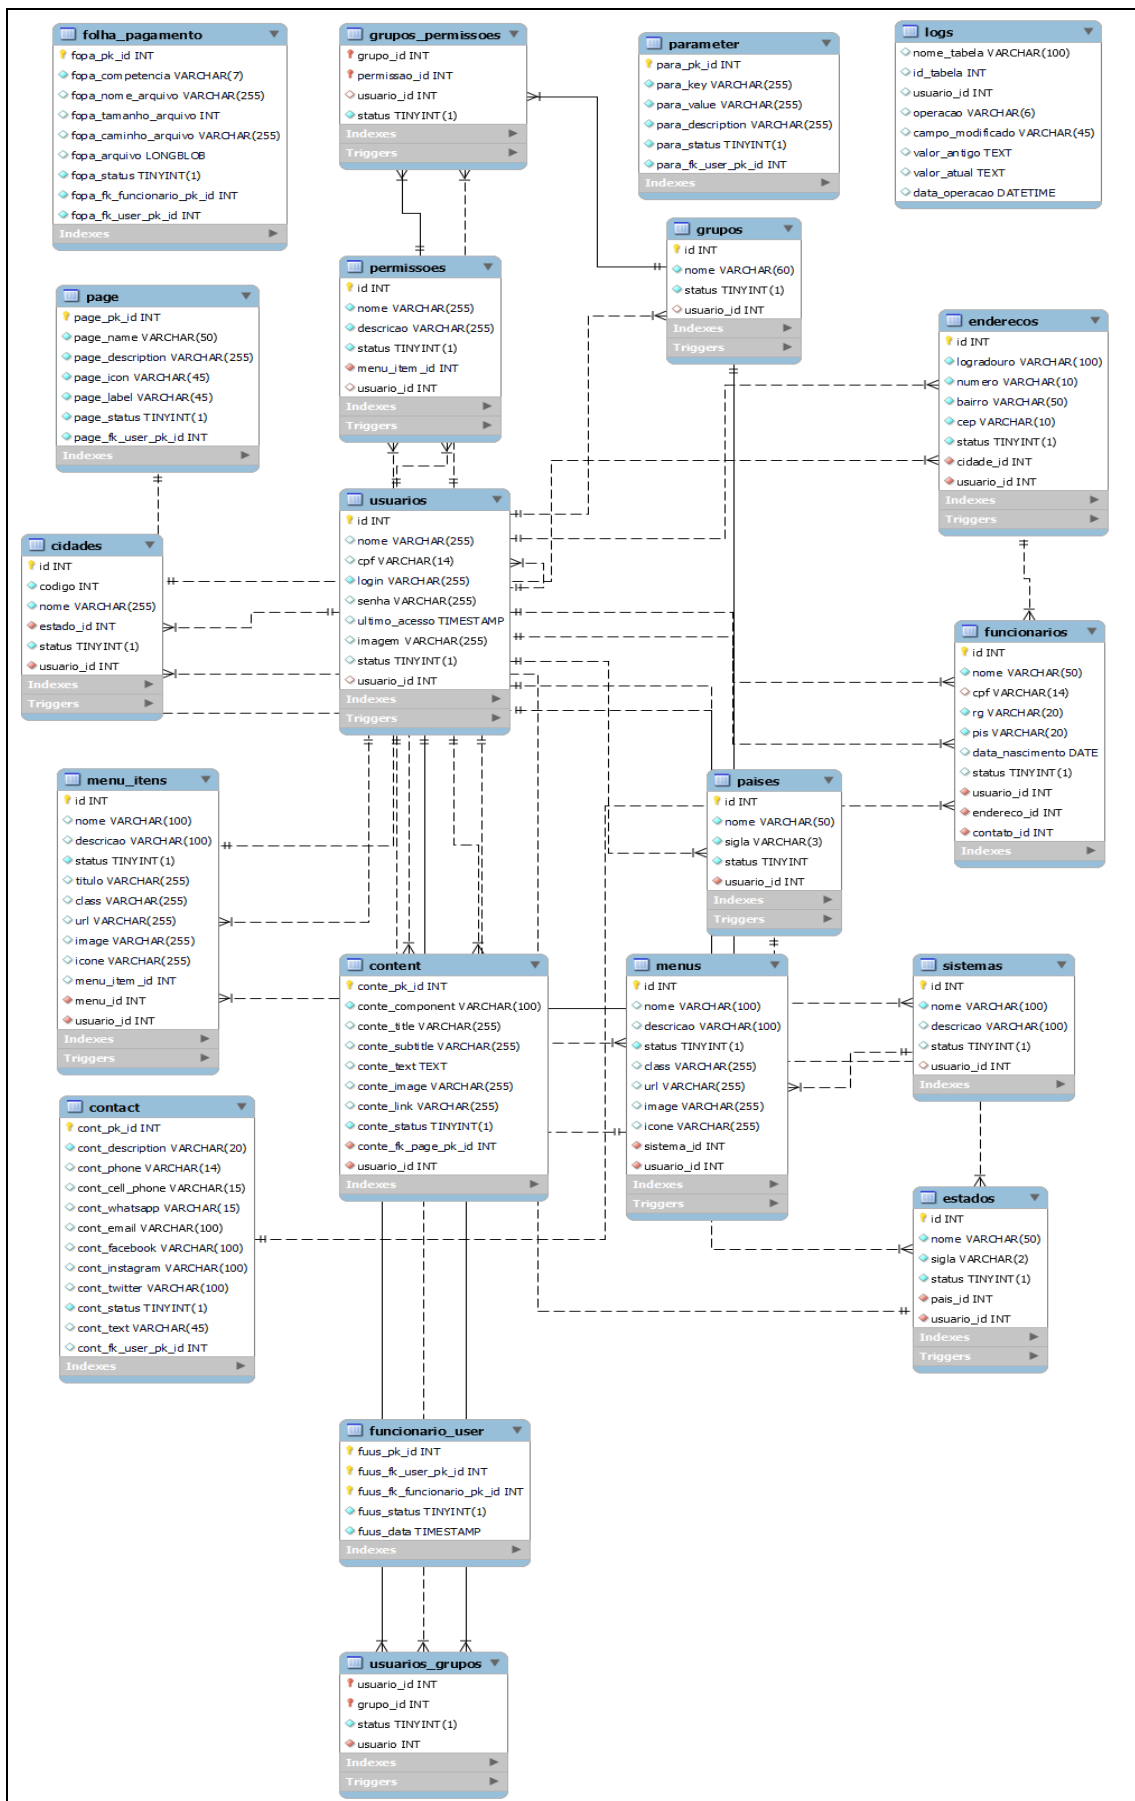 folha_pagamento
fopa_pk_id INT
fopa_competencia VARCHAR(7)
fopa_nome_arquivo VARCHAR(255)
fopa_tamanho_arquivo INT
fopa_caminho_arquivo VARCHAR(255)
fopa_arquivo LONGBLOB
fopa_status TINYINT(1)
fopa_fk_funcionario_pk_id INT
fopa_fk_user_pk_id INT
Indexes
grupos_permissoes
grupo_id INT
permissao_id INT
usuario_id INT
status TINYINT(1)
Indexes
Triggers
parameter
para_pk_id INT
para_key VARCHAR(255)
para_value VARCHAR(255)
para_description VARCHAR(255)
para_status TINYINT(1)
para_fk_user_pk_id INT
Indexes
logs
nome_tabela VARCHAR(100)
id_tabela INT
usuario_id INT
operacao VARCHAR(6)
campo_modificado VARCHAR(45)
valor_antigo TEXT
valor_atual TEXT
data_operacao DATETIME
grupos
id INT
nome VARCHAR(60)
status TINYINT(1)
usuario_id INT
Indexes
Triggers
permissoes
id INT
nome VARCHAR(255)
descricao VARCHAR(255)
status TINYINT(1)
menu_item_id INT
usuario_id INT
Indexes
Triggers
page
page_pk_id INT
page_name VARCHAR(50)
page_description VARCHAR(255)
page_icon VARCHAR(45)
page_label VARCHAR(45)
page_status TINYINT(1)
page_fk_user_pk_id INT
Indexes
enderecos
id INT
logradouro VARCHAR(100)
numero VARCHAR(10)
bairro VARCHAR(50)
cep VARCHAR(10)
status TINYINT(1)
cidade_id INT
usuario_id INT
Indexes
Triggers
usuarios
id INT
nome VARCHAR(255)
cpf VARCHAR(14)
login VARCHAR(255)
senha VARCHAR(255)
ultimo_acesso TIMESTAMP
imagem VARCHAR(255)
status TINYINT(1)
usuario_id INT
Indexes
Triggers
cidades
id INT
codigo INT
nome VARCHAR(255)
estado_id INT
status TINYINT(1)
usuario_id INT
Indexes
Triggers
funcionarios
id INT
nome VARCHAR(50)
cpf VARCHAR(14)
rg VARCHAR(20)
pis VARCHAR(20)
data_nascimento DATE
status TINYINT(1)
usuario_id INT
endereco_id INT
contato_id INT
Indexes
menu_itens
id INT
nome VARCHAR(100)
descricao VARCHAR(100)
status TINYINT(1)
titulo VARCHAR(255)
class VARCHAR(255)
url VARCHAR(255)
image VARCHAR(255)
icone VARCHAR(255)
menu_item_id INT
menu_id INT
usuario_id INT
Indexes
Triggers
paises
id INT
nome VARCHAR(50)
sigla VARCHAR(3)
status TINYINT
usuario_id INT
Indexes
Triggers
content
conte_pk_id INT
conte_component VARCHAR(100)
conte_title VARCHAR(255)
conte_subtitle VARCHAR(255)
conte_text TEXT
conte_image VARCHAR(255)
conte_link VARCHAR(255)
conte_status TINYINT(1)
conte_fk_page_pk_id INT
usuario_id INT
Indexes
menus
id INT
nome VARCHAR(100)
descricao VARCHAR(100)
status TINYINT(1)
class VARCHAR(255)
url VARCHAR(255)
image VARCHAR(255)
icone VARCHAR(255)
sistema_id INT
usuario_id INT
Indexes
Triggers
sistemas
id INT
nome VARCHAR(100)
descricao VARCHAR(100)
status TINYINT(1)
usuario_id INT
Indexes
contact
cont_pk_id INT
cont_description VARCHAR(20)
cont_phone VARCHAR(14)
cont_cell_phone VARCHAR(15)
cont_whatsapp VARCHAR(15)
cont_email VARCHAR(100)
cont_facebook VARCHAR(100)
cont_instagram VARCHAR(100)
cont_twitter VARCHAR(100)
cont_status TINYINT(1)
cont_text VARCHAR(45)
cont_fk_user_pk_id INT
Indexes
estados
id INT
nome VARCHAR(50)
sigla VARCHAR(2)
status TINYINT(1)
pais_id INT
usuario_id INT
Indexes
Triggers
funcionario_user
fuus_pk_id INT
fuus_fk_user_pk_id INT
fuus_fk_funcionario_pk_id INT
fuus_status TINYINT(1)
fuus_data TIMESTAMP
Indexes
usuarios_grupos
usuario_id INT
grupo_id INT
status TINYINT(1)
usuario INT
Indexes
Triggers